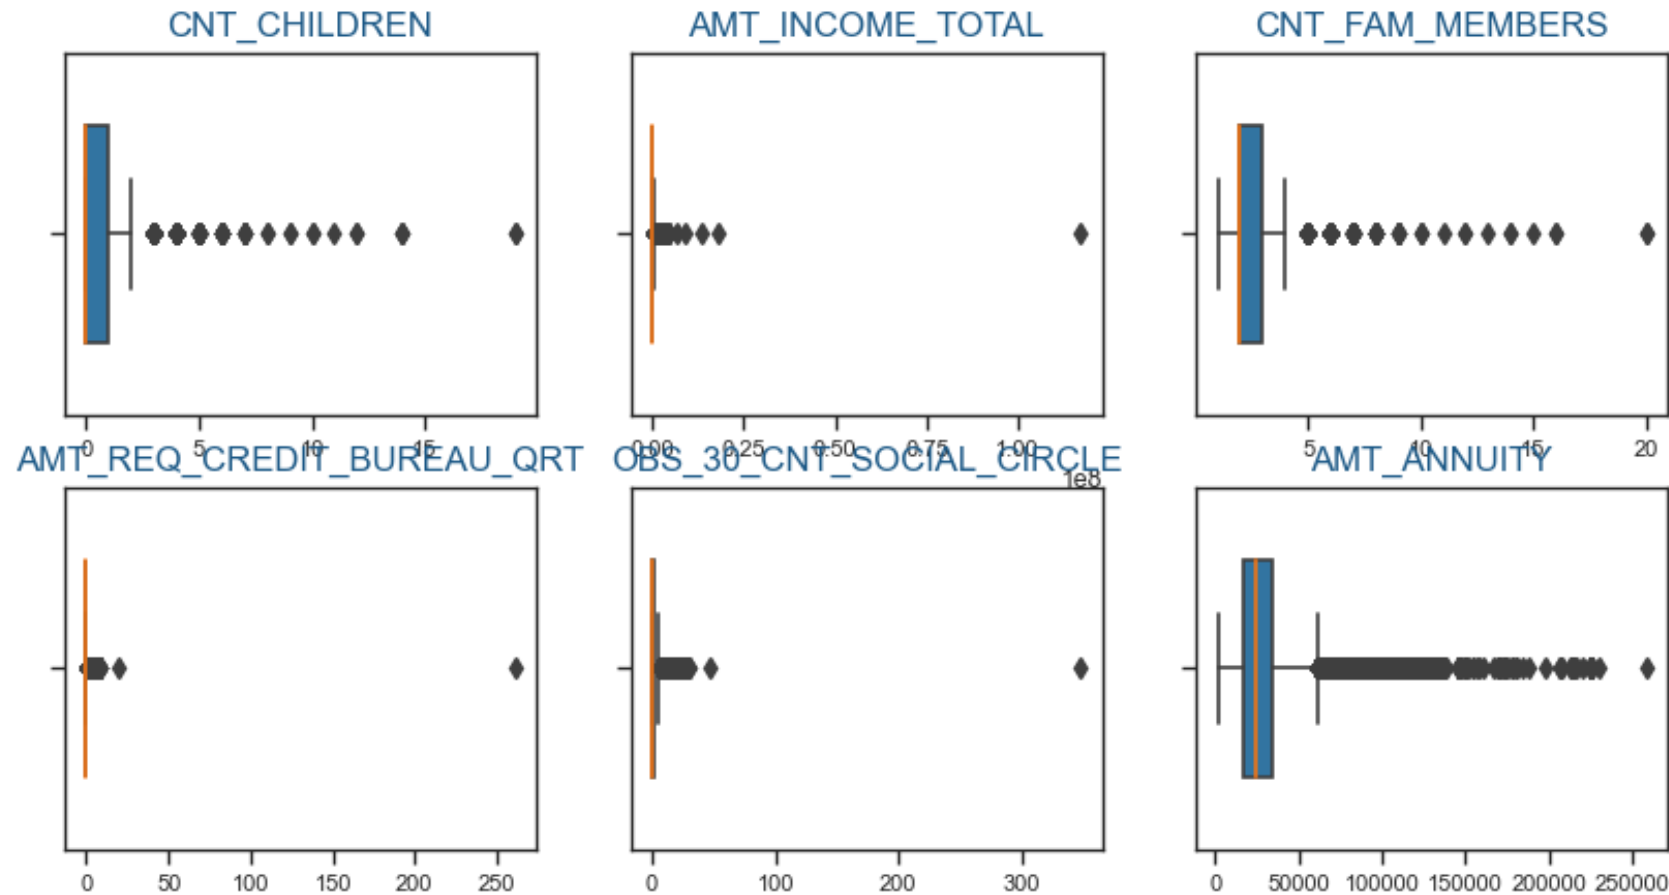 CNT_CHILDREN AMT_INCOME_TOTAL CNT_FAM_MEMBERS
0 5 10 15 0.00 0.25 0.50 0.75 1.00 5 10 15 20
AMT_REQ_CREDIT_BUREAU_QRT OBS_30_CNT_SOCIAL_CIRCLE AMT_ANNUITY
1e8
0 50 100 150 200 250 0 100 200 300 0 50000 100000 150000 200000 250000